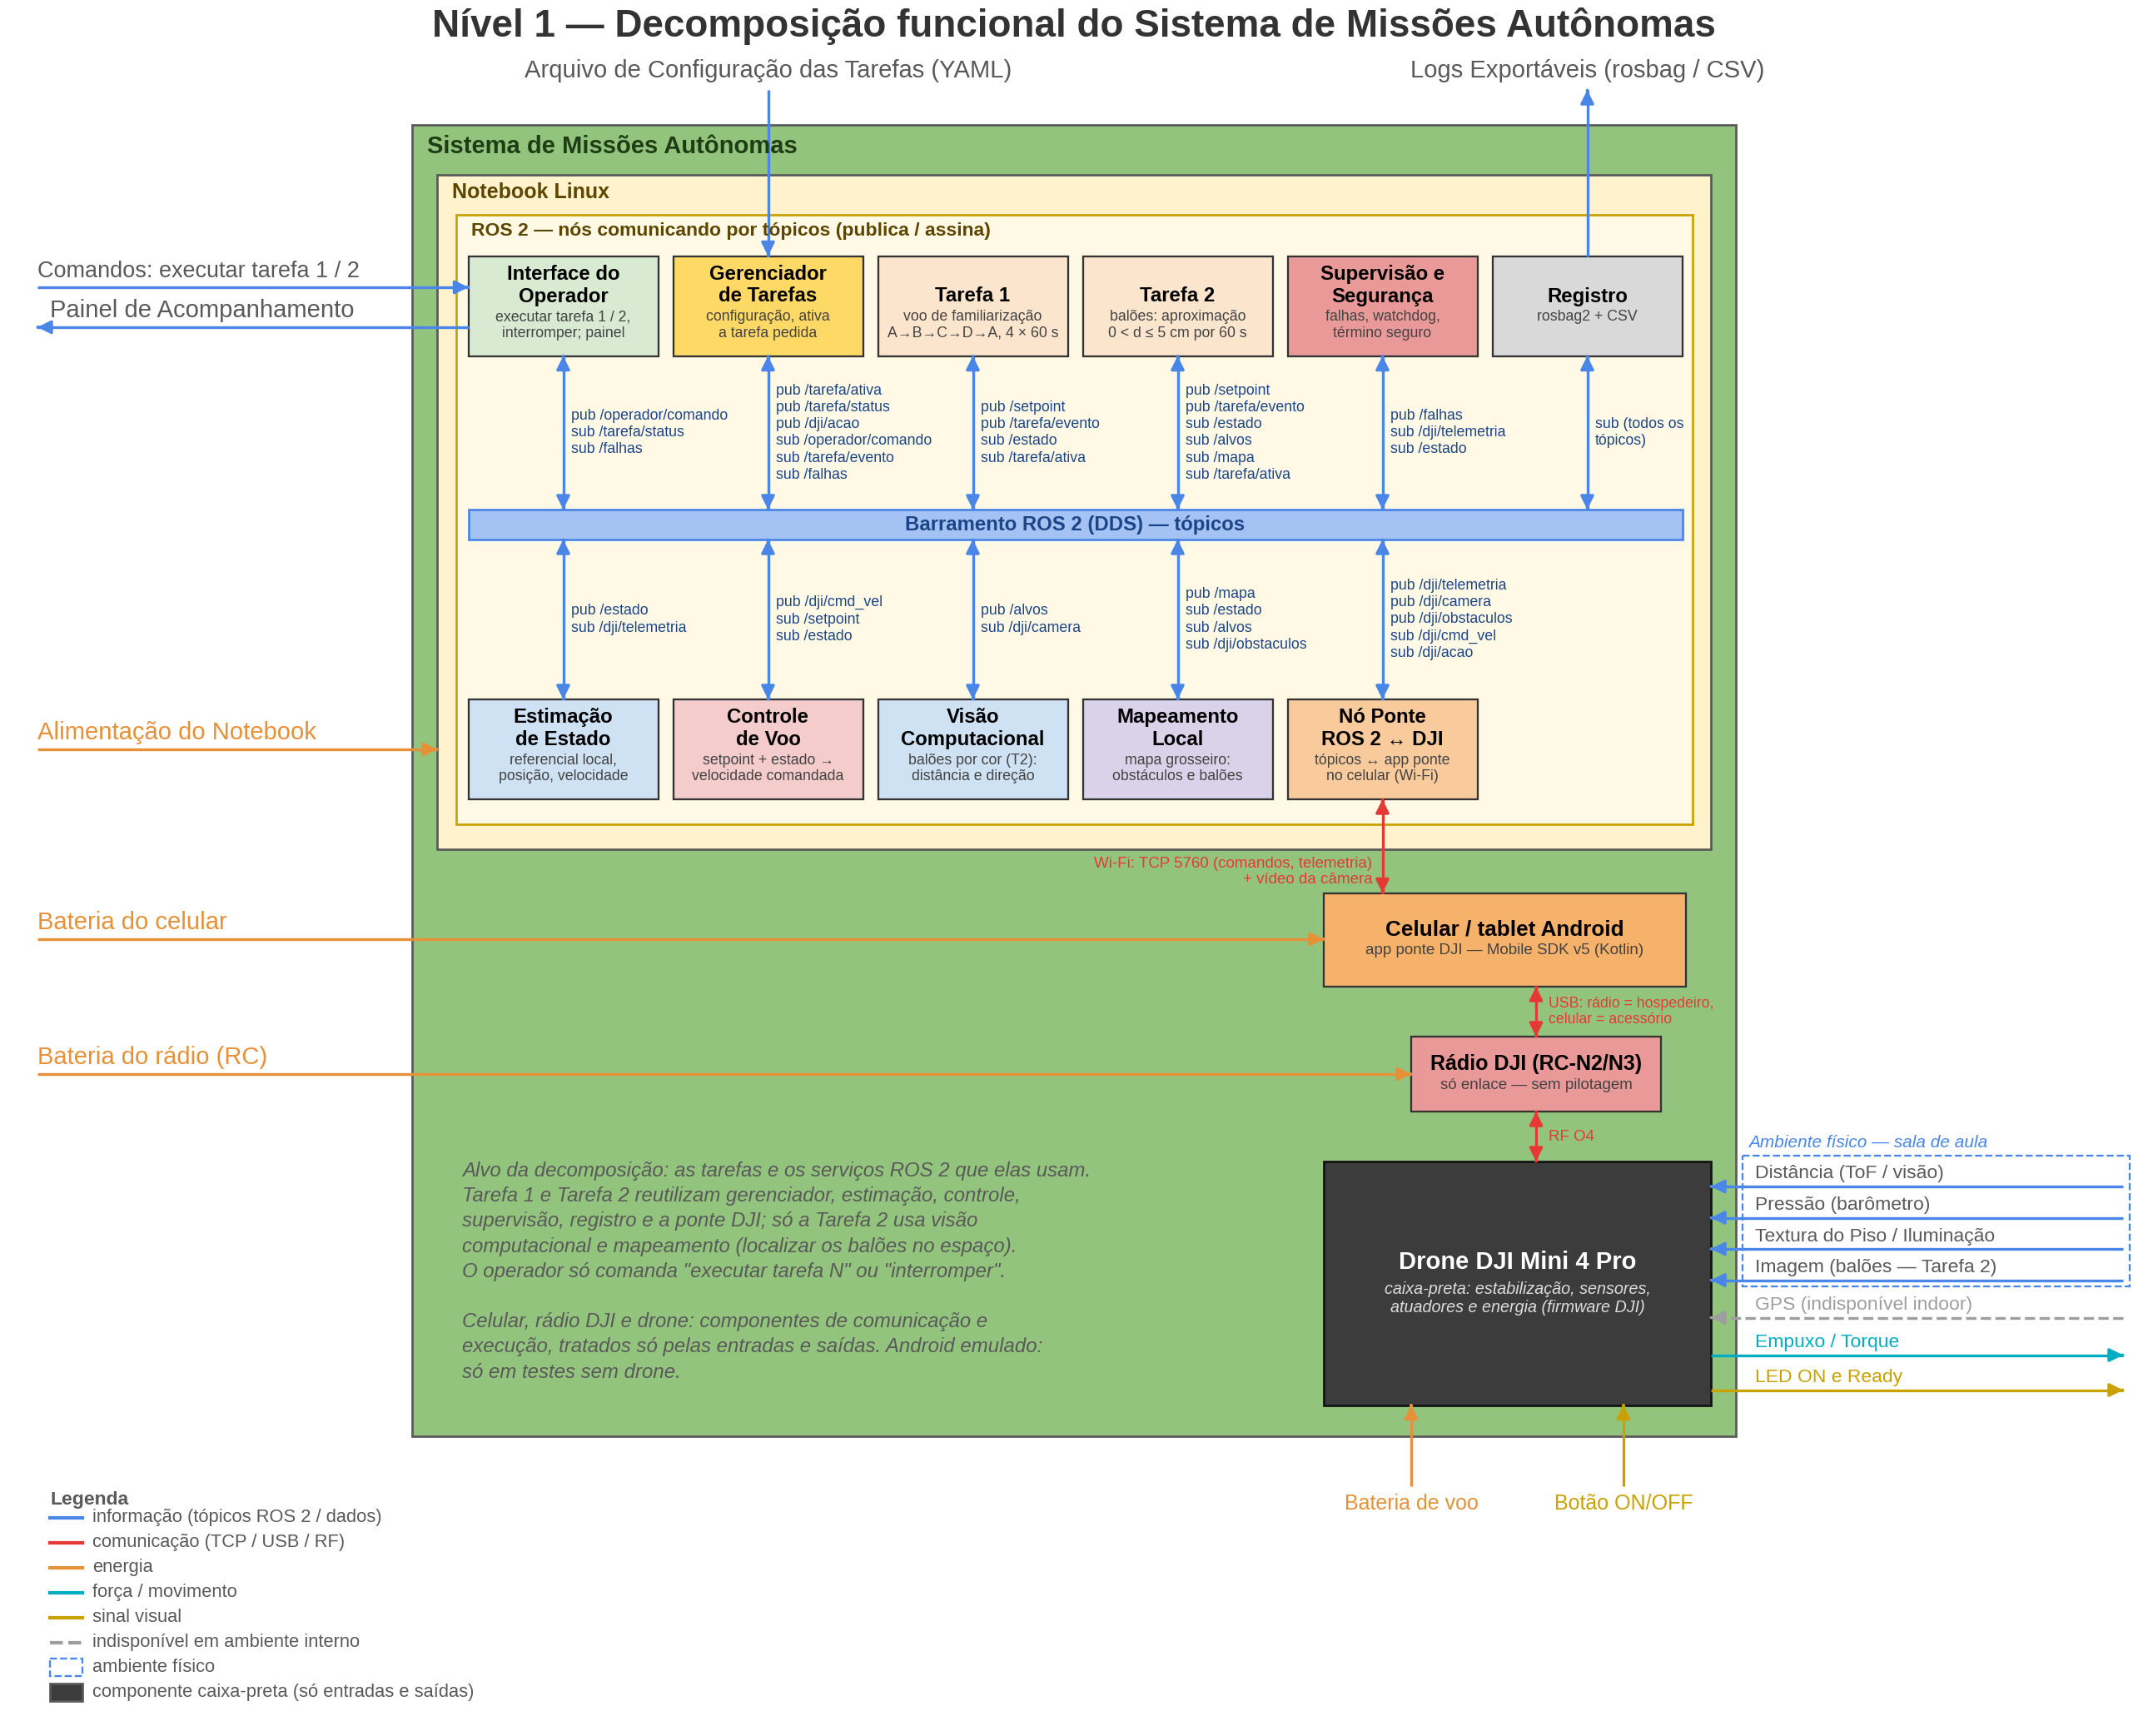 Nível 1 — Decomposição funcional do Sistema de Missões Autônomas
Arquivo de Configuração das Tarefas (YAML)
Logs Exportáveis (rosbag / CSV)
Sistema de Missões Autônomas
Notebook Linux
ROS 2 — nós comunicando por tópicos (publica / assina)
Comandos: executar tarefa 1 / 2
Painel de Acompanhamento
Interface do
Operador
executar tarefa 1 / 2,
interromper; painel
Gerenciador
de Tarefas
configuração, ativa
a tarefa pedida
Tarefa 1
voo de familiarização
A→B→C→D→A, 4 × 60 s
Tarefa 2
balões: aproximação
0 < d ≤ 5 cm por 60 s
Supervisão e
Segurança
falhas, watchdog,
término seguro
Registro
rosbag2 + CSV
pub /operador/comando
sub /tarefa/status
sub /falhas
pub /tarefa/ativa
pub /tarefa/status
pub /dji/acao
sub /operador/comando
sub /tarefa/evento
sub /falhas
pub /setpoint
pub /tarefa/evento
sub /estado
sub /tarefa/ativa
pub /setpoint
pub /tarefa/evento
sub /estado
sub /alvos
sub /mapa
sub /tarefa/ativa
pub /falhas
sub /dji/telemetria
sub /estado
sub (todos os
tópicos)
Barramento ROS 2 (DDS) — tópicos
pub /estado
sub /dji/telemetria
pub /dji/cmd_vel
sub /setpoint
sub /estado
pub /alvos
sub /dji/camera
pub /mapa
sub /estado
sub /alvos
sub /dji/obstaculos
pub /dji/telemetria
pub /dji/camera
pub /dji/obstaculos
sub /dji/cmd_vel
sub /dji/acao
Estimação
de Estado
referencial local,
posição, velocidade
Controle
de Voo
setpoint + estado →
velocidade comandada
Visão
Computacional
balões por cor (T2):
distância e direção
Mapeamento
Local
mapa grosseiro:
obstáculos e balões
Nó Ponte
ROS 2 ↔ DJI
tópicos ↔ app ponte
no celular (Wi-Fi)
Alimentação do Notebook
Wi-Fi: TCP 5760 (comandos, telemetria)
+ vídeo da câmera
Bateria do celular
Celular / tablet Android
app ponte DJI — Mobile SDK v5 (Kotlin)
USB: rádio = hospedeiro,
celular = acessório
Bateria do rádio (RC)
Rádio DJI (RC-N2/N3)
só enlace — sem pilotagem
RF O4
Alvo da decomposição: as tarefas e os serviços ROS 2 que elas usam.
Tarefa 1 e Tarefa 2 reutilizam gerenciador, estimação, controle,
supervisão, registro e a ponte DJI; só a Tarefa 2 usa visão
computacional e mapeamento (localizar os balões no espaço).
O operador só comanda "executar tarefa N" ou "interromper".
Celular, rádio DJI e drone: componentes de comunicação e
execução, tratados só pelas entradas e saídas. Android emulado:
só em testes sem drone.
Drone DJI Mini 4 Pro
caixa-preta: estabilização, sensores,
atuadores e energia (firmware DJI)
Ambiente físico — sala de aula
Distância (ToF / visão)
Pressão (barômetro)
Textura do Piso / Iluminação
Imagem (balões — Tarefa 2)
GPS (indisponível indoor)
Empuxo / Torque
LED ON e Ready
Bateria de voo
Botão ON/OFF
Legenda
informação (tópicos ROS 2 / dados)
comunicação (TCP / USB / RF)
energia
força / movimento
sinal visual
indisponível em ambiente interno
ambiente físico
componente caixa-preta (só entradas e saídas)